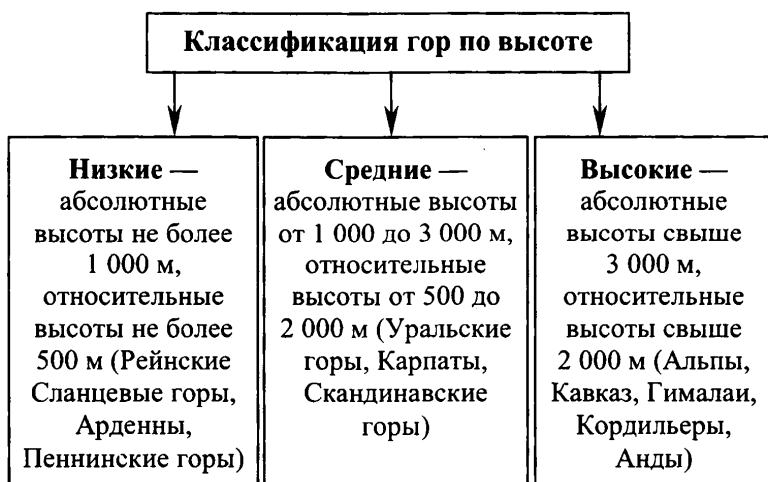 Классификация гор по высоте
Низкие —
абсолютные
высоты не более
1 000 м,
относительные
высоты не более
500 м (Рейнские
Сланцевые горы,
Арденны,
Пеннинские горы)
Средние —
абсолютные высоты
от 1 000 до 3 000 м,
относительные
высоты от 500 до
2 000 м (Уральские
горы, Карпаты,
Скандинавские
горы)
Высокие —
абсолютные
высоты свыше
3 000 м,
относительные
высоты свыше
2 000 м (Альпы,
Кавказ, Гималаи,
Кордильеры,
Анды)